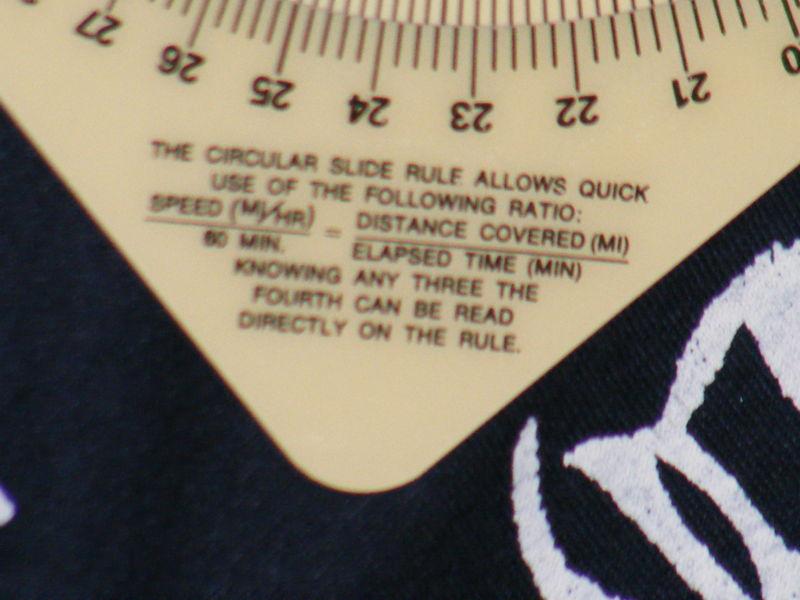 27 26 25 24 23 22 21
THE CIRCULAR SLIDE RULE ALLOWS QUICK
USE OF THE FOLLOWING RATIO:
SPEED (MI/HR) = DISTANCE COVERED (MI)
60 MIN. ELAPSED TIME (MIN)
KNOWING ANY THREE THE
FOURTH CAN BE READ
DIRECTLY ON THE RULE.